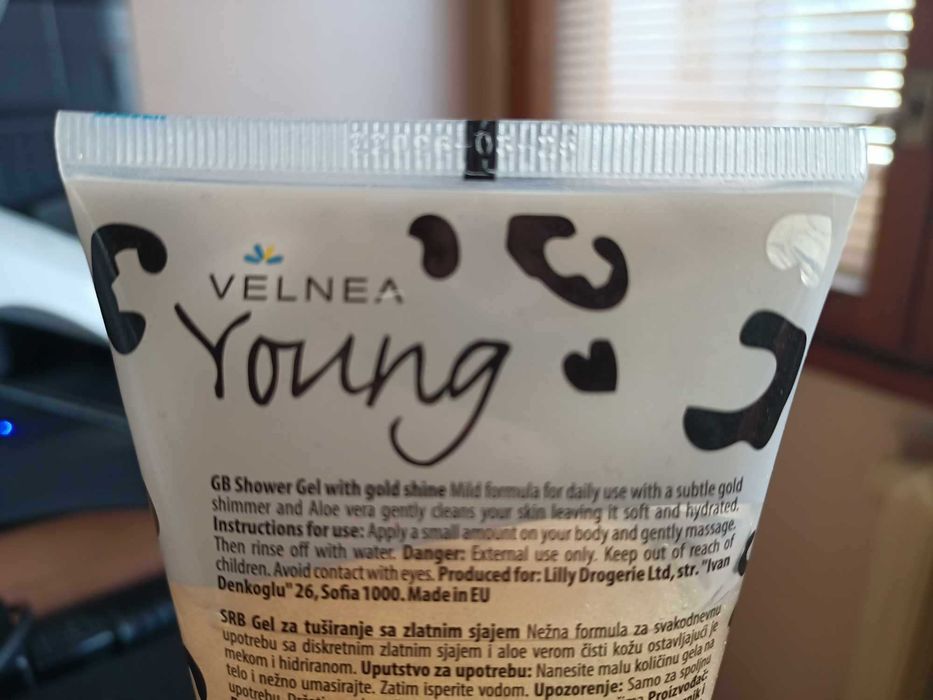 VELNEA
Young
GB Shower Gel with gold shine Mild formula for daily use with a subtle gold
shimmer and Aloe vera gently cleans your skin leaving it soft and hydrated.
Instructions for use: Apply a small amount on your body and gently massage.
Then rinse off with water. Danger: External use only. Keep out of reach of
children. Avoid contact with eyes. Produced for: Lilly Drogerie Ltd, str. "Ivan
Denkoglu" 26, Sofia 1000. Made in EU
SRB Gel za tuširanje sa zlatnim sjajem Nežna formula za svakodnevnu
upotrebu sa diskretnim zlatnim sjajem i aloe verom čisti kožu ostavljajući je
mekom i hidriranom. Uputstvo za upotrebu: Nanesite malu količinu gela na
telo i nežno umasirajte. Zatim isperite vodom. Upozorenje: Samo za spoljnu
upotrebu. Proizvođač: